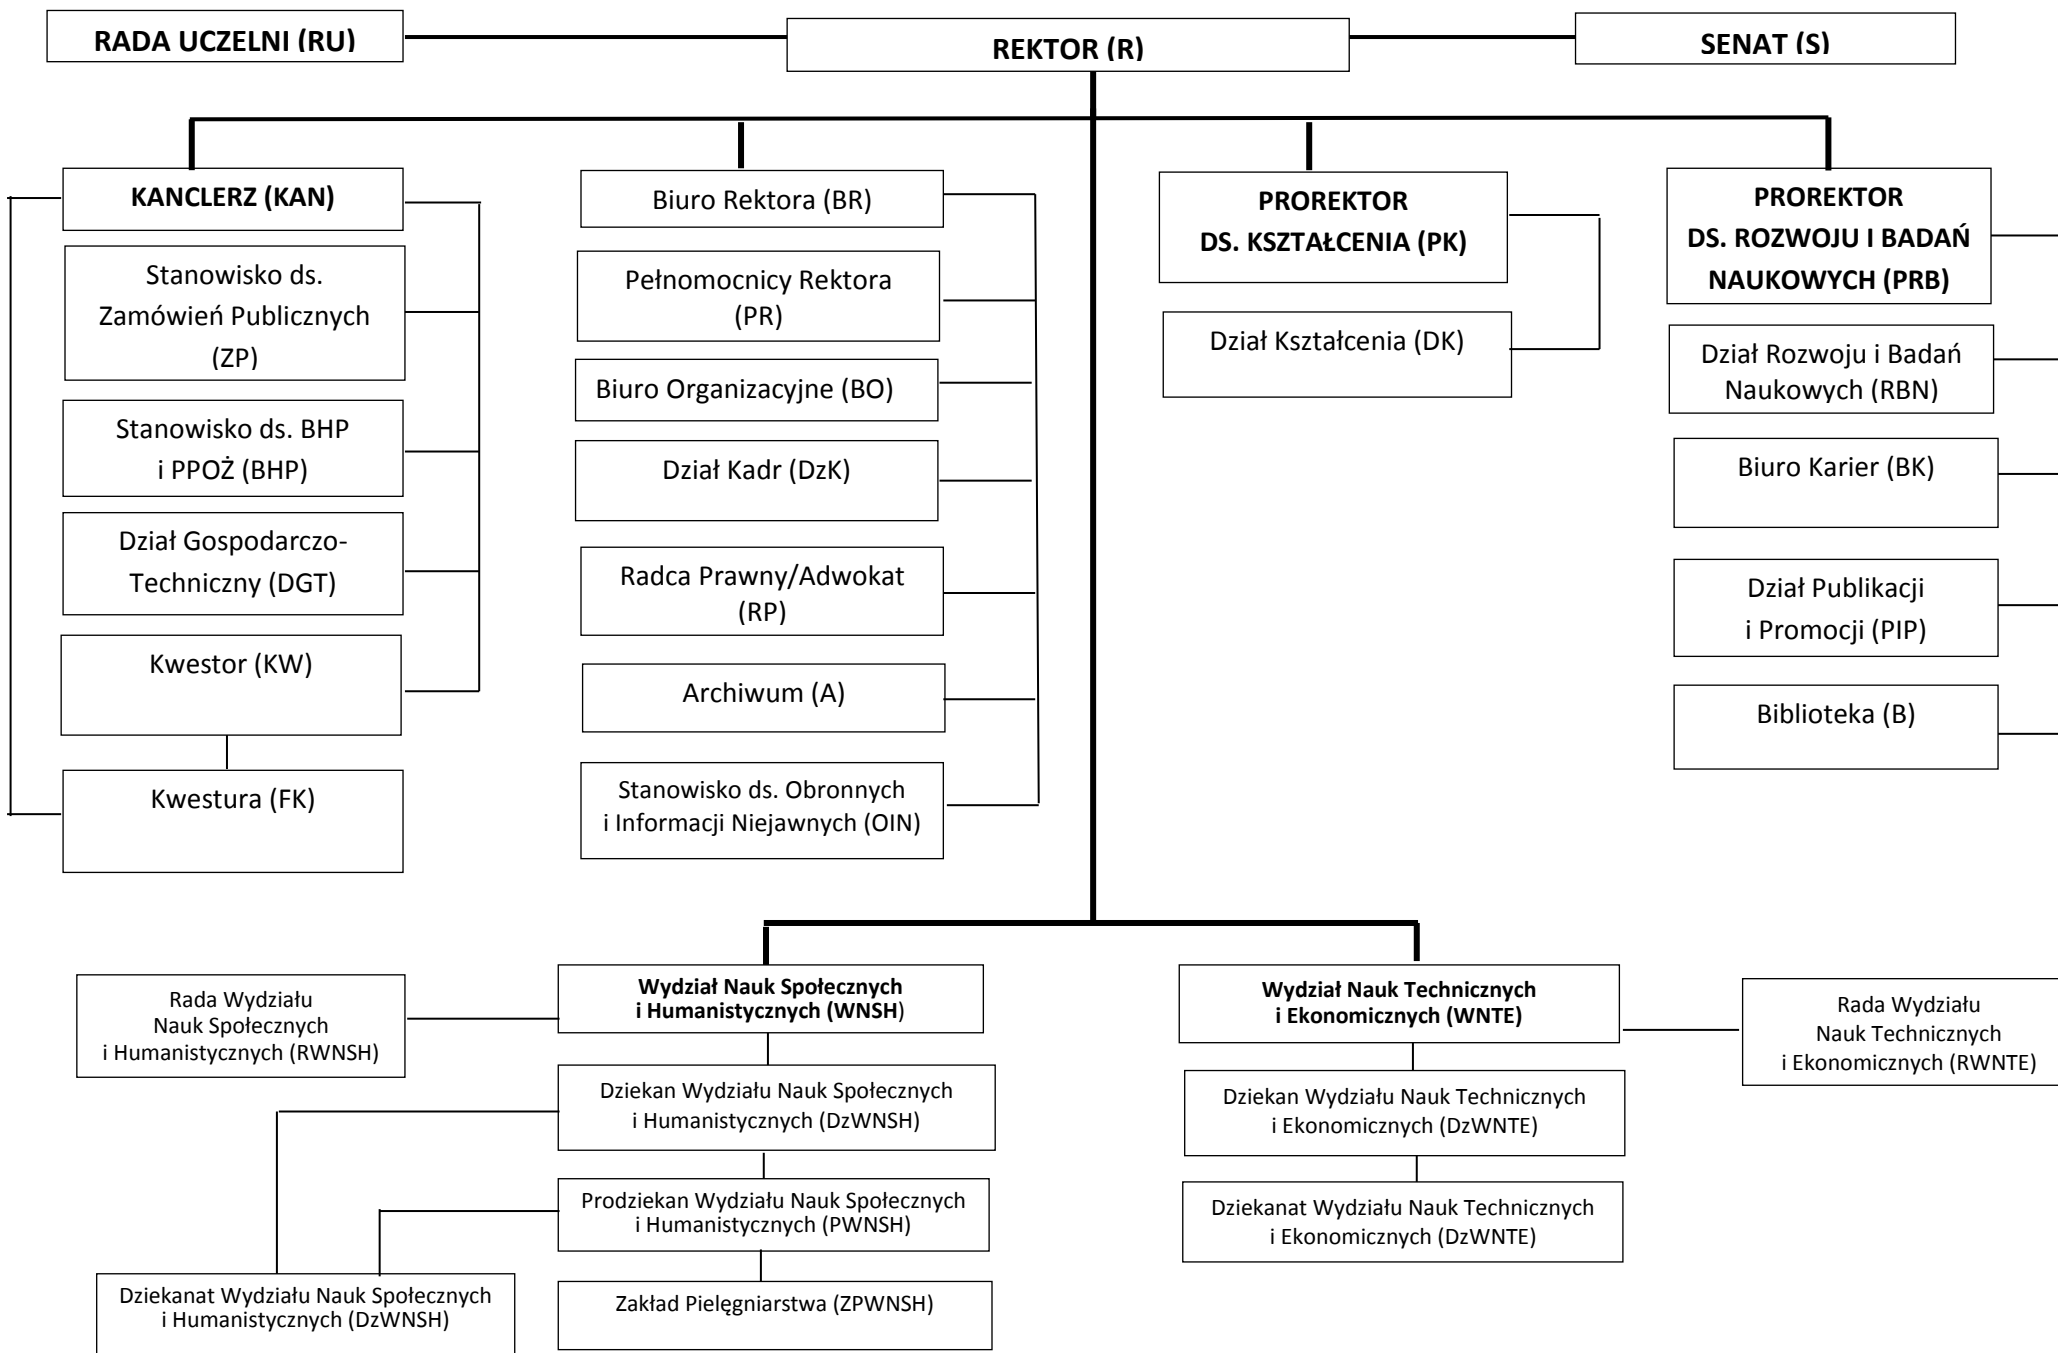 RADA UCZELNI (RU)
REKTOR (R)
SENAT (S)
KANCLERZ (KAN)
Stanowisko ds.
Zamówień Publicznych
(ZP)
Stanowisko ds. BHP
i PPOŻ (BHP)
Dział Gospodarczo-
Techniczny (DGT)
Kwestor (KW)
Kwestura (FK)
Biuro Rektora (BR)
Pełnomocnicy Rektora
(PR)
Biuro Organizacyjne (BO)
Dział Kadr (DzK)
Radca Prawny/Adwokat
(RP)
Archiwum (A)
Stanowisko ds. Obronnych
i Informacji Niejawnych (OIN)
PROREKTOR
DS. KSZTAŁCENIA (PK)
Dział Kształcenia (DK)
PROREKTOR
DS. ROZWOJU I BADAŃ
NAUKOWYCH (PRB)
Dział Rozwoju i Badań
Naukowych (RBN)
Biuro Karier (BK)
Dział Publikacji
i Promocji (PIP)
Biblioteka (B)
Rada Wydziału
Nauk Społecznych
i Humanistycznych (RWNSH)
Wydział Nauk Społecznych
i Humanistycznych (WNSH)
Dziekan Wydziału Nauk Społecznych
i Humanistycznych (DzWNSH)
Prodziekan Wydziału Nauk Społecznych
i Humanistycznych (PWNSH)
Dziekanat Wydziału Nauk Społecznych
i Humanistycznych (DzWNSH)
Zakład Pielęgniarstwa (ZPWNSH)
Wydział Nauk Technicznych
i Ekonomicznych (WNTE)
Rada Wydziału
Nauk Technicznych
i Ekonomicznych (RWNTE)
Dziekan Wydziału Nauk Technicznych
i Ekonomicznych (DzWNTE)
Dziekanat Wydziału Nauk Technicznych
i Ekonomicznych (DzWNTE)